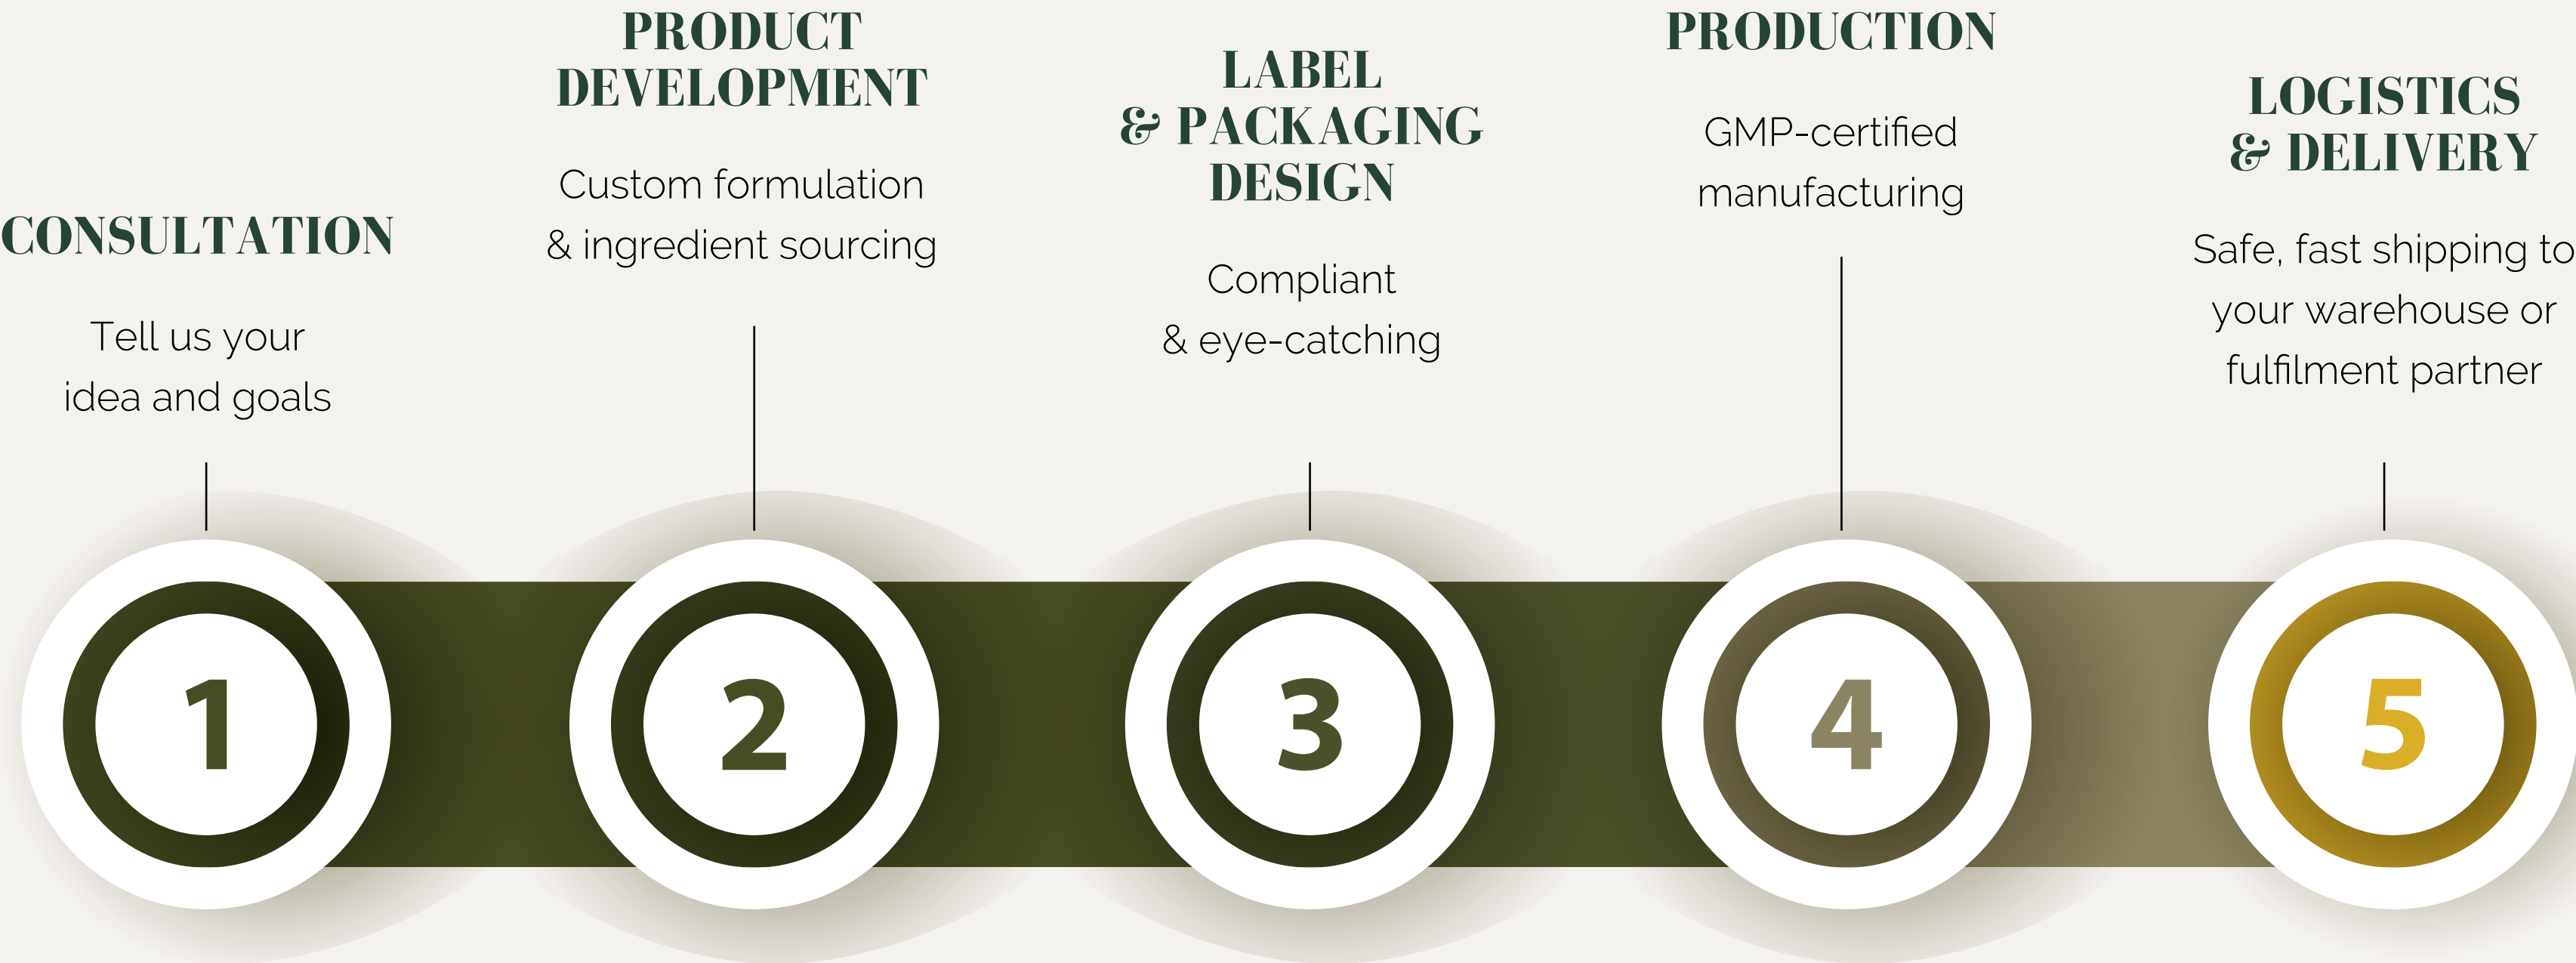 CONSULTATION
Tell us your
idea and goals
PRODUCT
DEVELOPMENT
Custom formulation
& ingredient sourcing
LABEL
& PACKAGING
DESIGN
Compliant
& eye-catching
PRODUCTION
GMP-certified
manufacturing
LOGISTICS
& DELIVERY
Safe, fast shipping to
your warehouse or
fulfilment partner
1
2
3
4
5